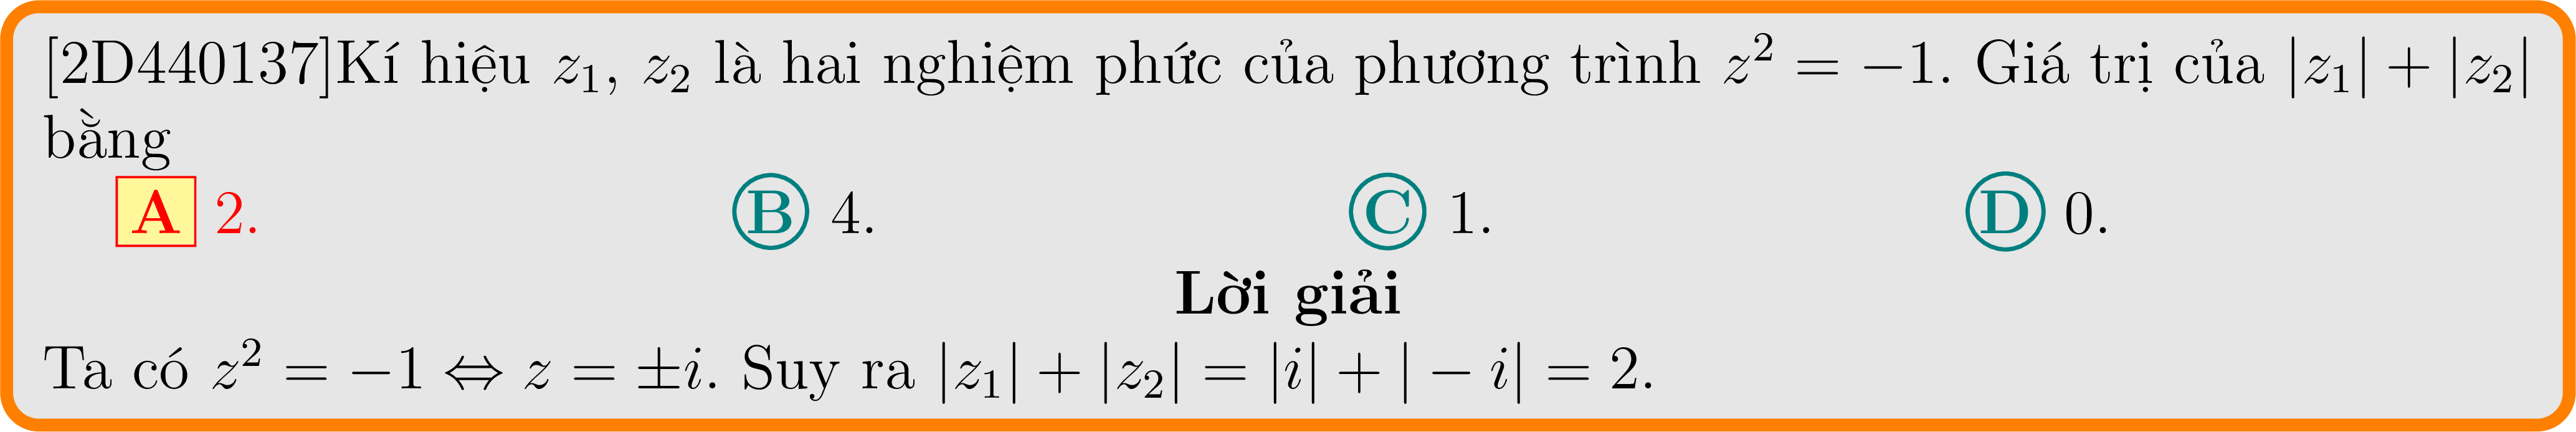 [2D440137]Kí hiệu z₁, z₂ là hai nghiệm phức của phương trình z² = −1. Giá trị của |z₁| + |z₂|
bằng
A 2. B 4. C 1. D 0.
Lời giải
Ta có z² = −1 ⇔ z = ±i. Suy ra |z₁| + |z₂| = |i| + | − i| = 2.